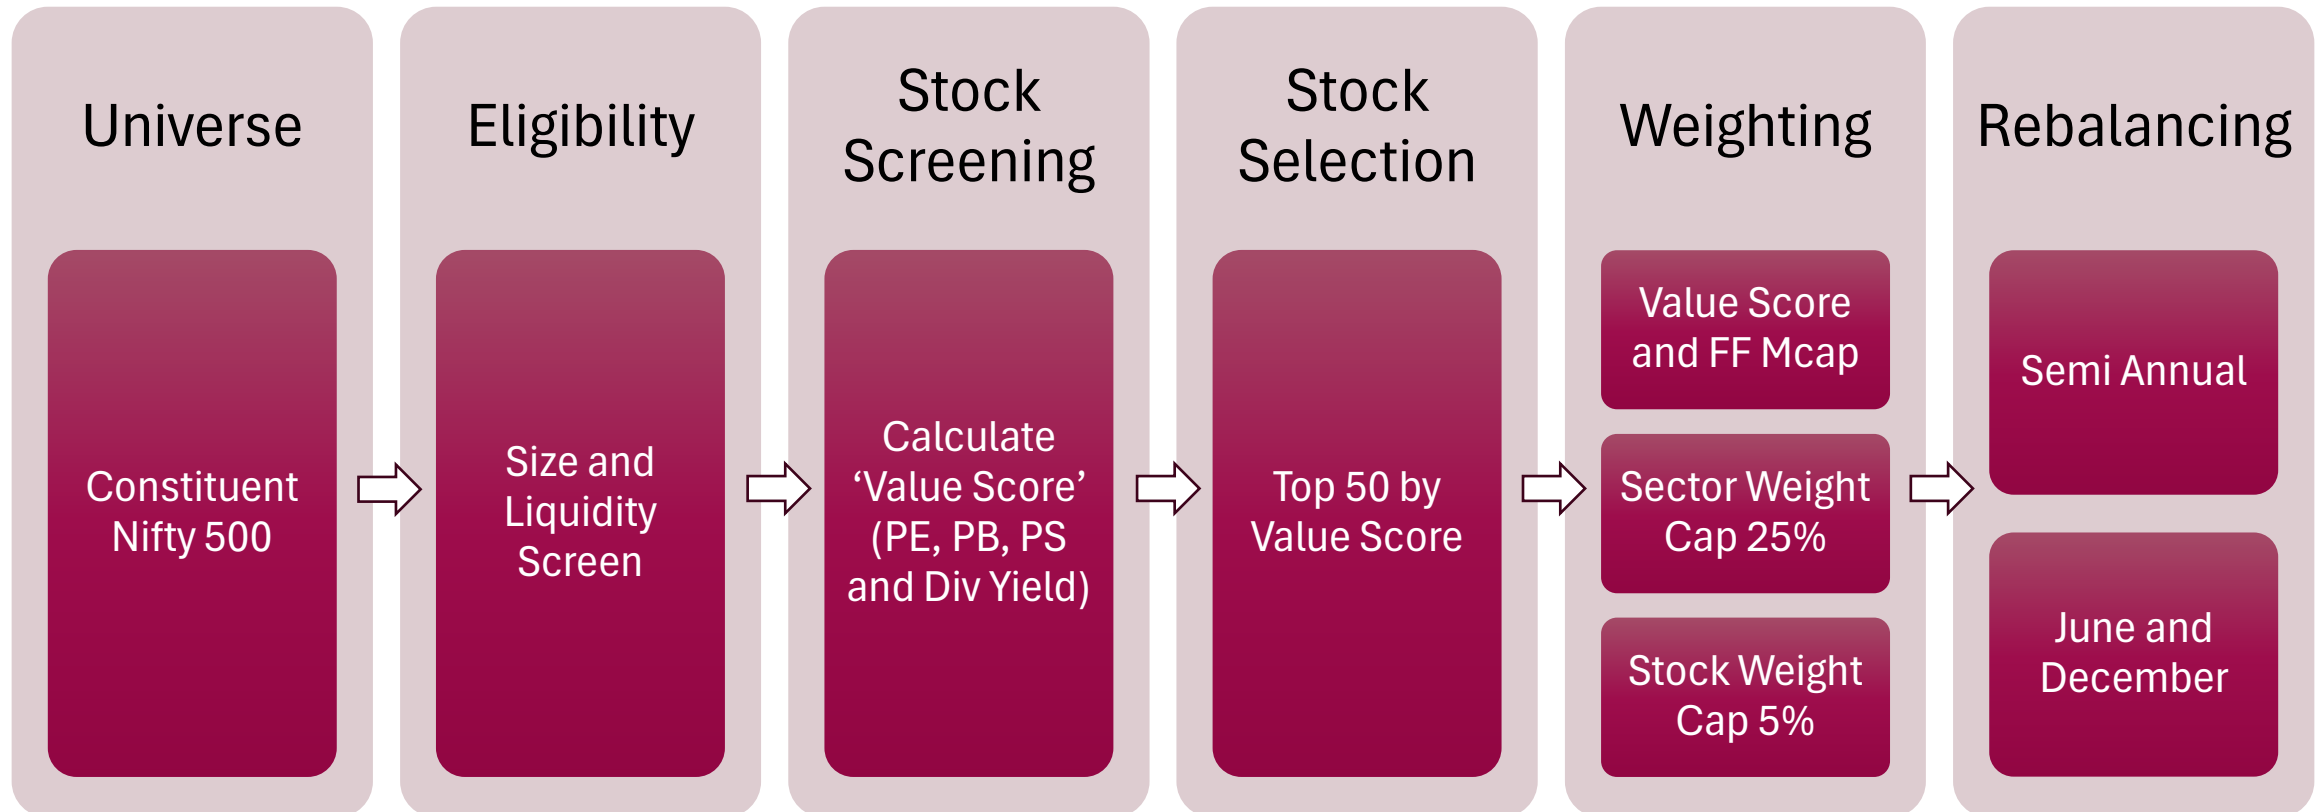 Universe
Constituent
Nifty 500
Eligibility
Size and
Liquidity
Screen
Stock
Screening
Calculate
‘Value Score’
(PE, PB, PS
and Div Yield)
Stock
Selection
Top 50 by
Value Score
Weighting
Value Score
and FF Mcap
Sector Weight
Cap 25%
Stock Weight
Cap 5%
Rebalancing
Semi Annual
June and
December